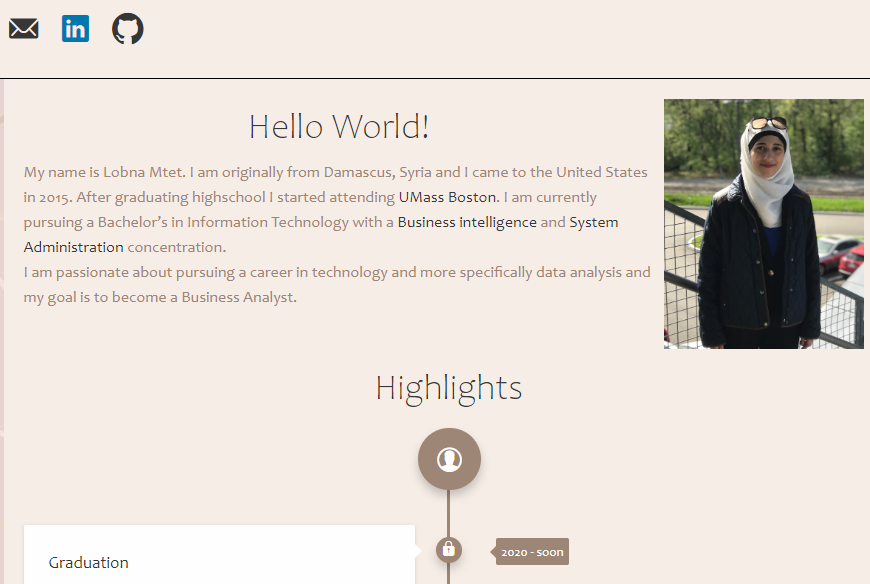 in
Hello World!
My name is Lobna Mtet. I am originally from Damascus, Syria and I came to the United States
in 2015. After graduating highschool I started attending UMass Boston. I am currently
pursuing a Bachelor’s in Information Technology with a Business intelligence and System
Administration concentration.
I am passionate about pursuing a career in technology and more specifically data analysis and
my goal is to become a Business Analyst.
Highlights
Graduation
2020 - soon